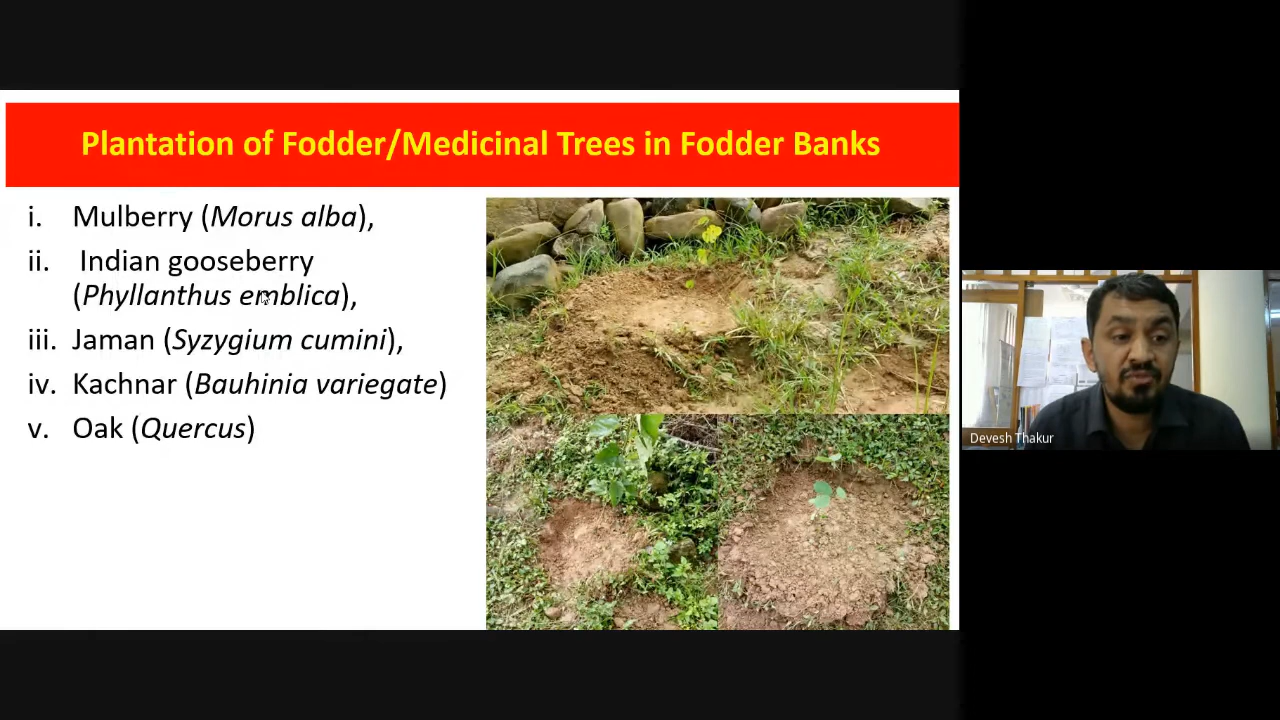 Plantation of Fodder/Medicinal Trees in Fodder Banks
i. Mulberry (Morus alba),
ii. Indian gooseberry
(Phyllanthus emblica),
iii. Jaman (Syzygium cumini),
iv. Kachnar (Bauhinia variegate)
v. Oak (Quercus)
Devesh Thakur